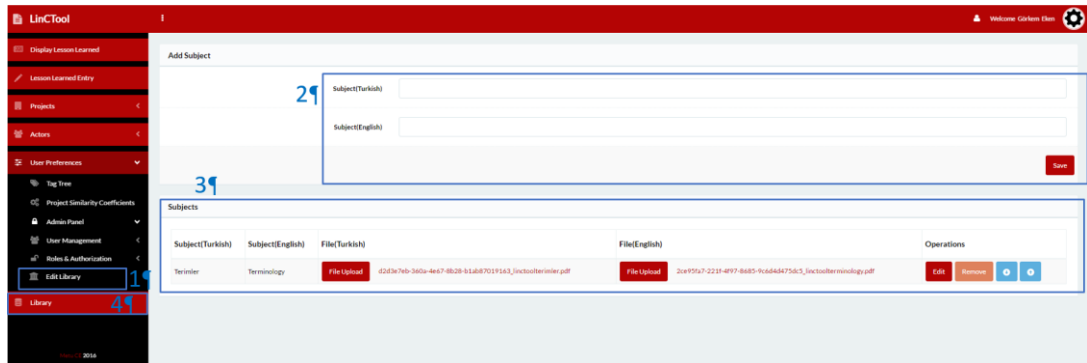 LinCTool
Welcome Görkem Eken
Display Lesson Learned
Lesson Learned Entry
Projects
Actors
User Preferences
Tag Tree
Project Similarity Coefficients
Admin Panel
User Management
Roles & Authorization
Edit Library
1¶
Library
4¶
2016
Add Subject
2¶
Subject(Turkish)
Subject(English)
Save
3¶
Subjects
Subject(Turkish) Subject(English) File(Turkish) File(English) Operations
Terimler Terminology File Upload d2d3e7eb-360a-4e67-8b28-b1ab87019163_linctoolterimler.pdf File Upload 2ce95fa7-221f-4f97-8685-9c6d4d475dc5_linctoolterminology.pdf Edit Remove